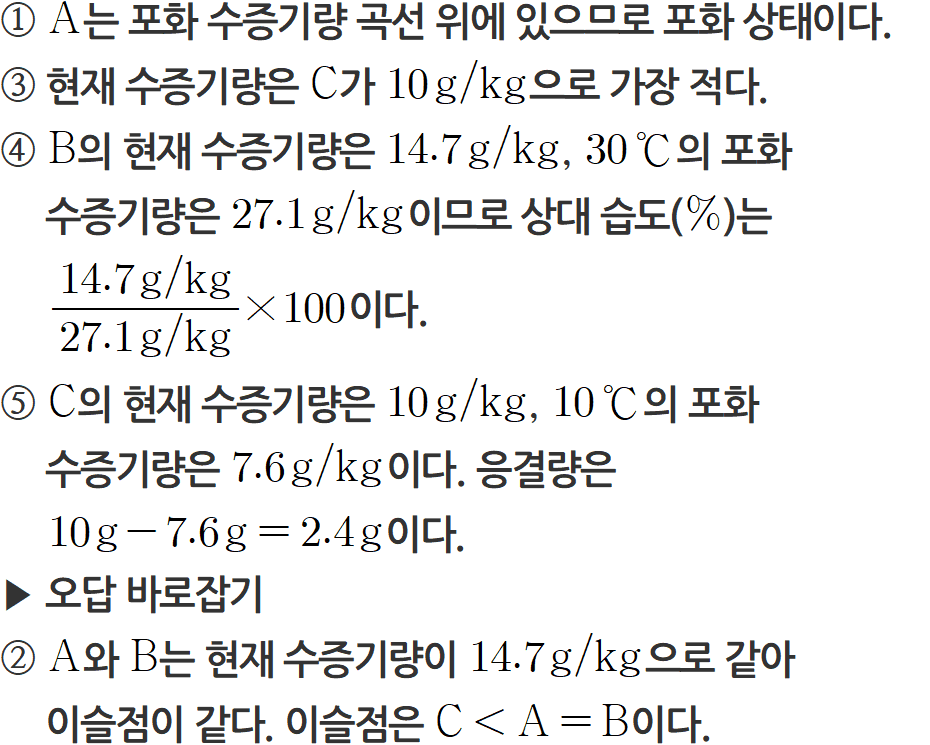 ① A는 포화 수증기량 곡선 위에 있으므로 포화 상태이다.
③ 현재 수증기량은 C가 10 g/kg으로 가장 적다.
④ B의 현재 수증기량은 14.7 g/kg, 30 ℃의 포화
수증기량은 27.1 g/kg이므로 상대 습도(%)는
14.7 g/kg
27.1 g/kg ×100이다.
⑤ C의 현재 수증기량은 10 g/kg, 10 ℃의 포화
수증기량은 7.6 g/kg이다. 응결량은
10 g − 7.6 g = 2.4 g이다.
▶ 오답 바로잡기
② A와 B는 현재 수증기량이 14.7 g/kg으로 같아
이슬점이 같다. 이슬점은 C < A = B이다.